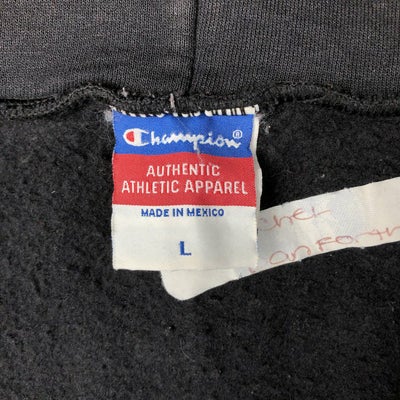 Champion®
AUTHENTIC
ATHLETIC APPAREL
MADE IN MEXICO
L